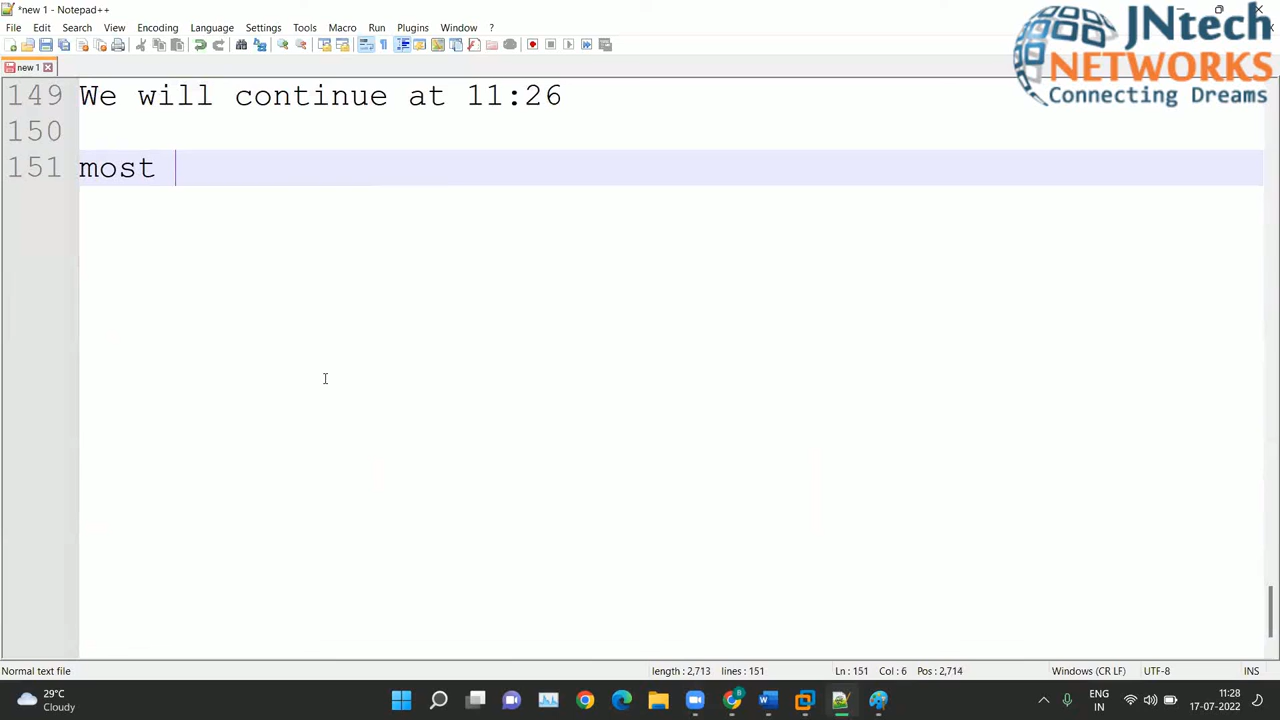 *new 1 - Notepad++
JNtech
NETWORKS
Connecting Dreams
File Edit Search View Encoding Language Settings Tools Macro Run Plugins Window ?
new 1
149 We will continue at 11:26
150
151 most
Normal text file length : 2,713 lines : 151 Ln : 151 Col : 6 Pos : 2,714 Windows (CR LF) UTF-8 INS
29°C
Cloudy
ENG
IN
11:28
17-07-2022